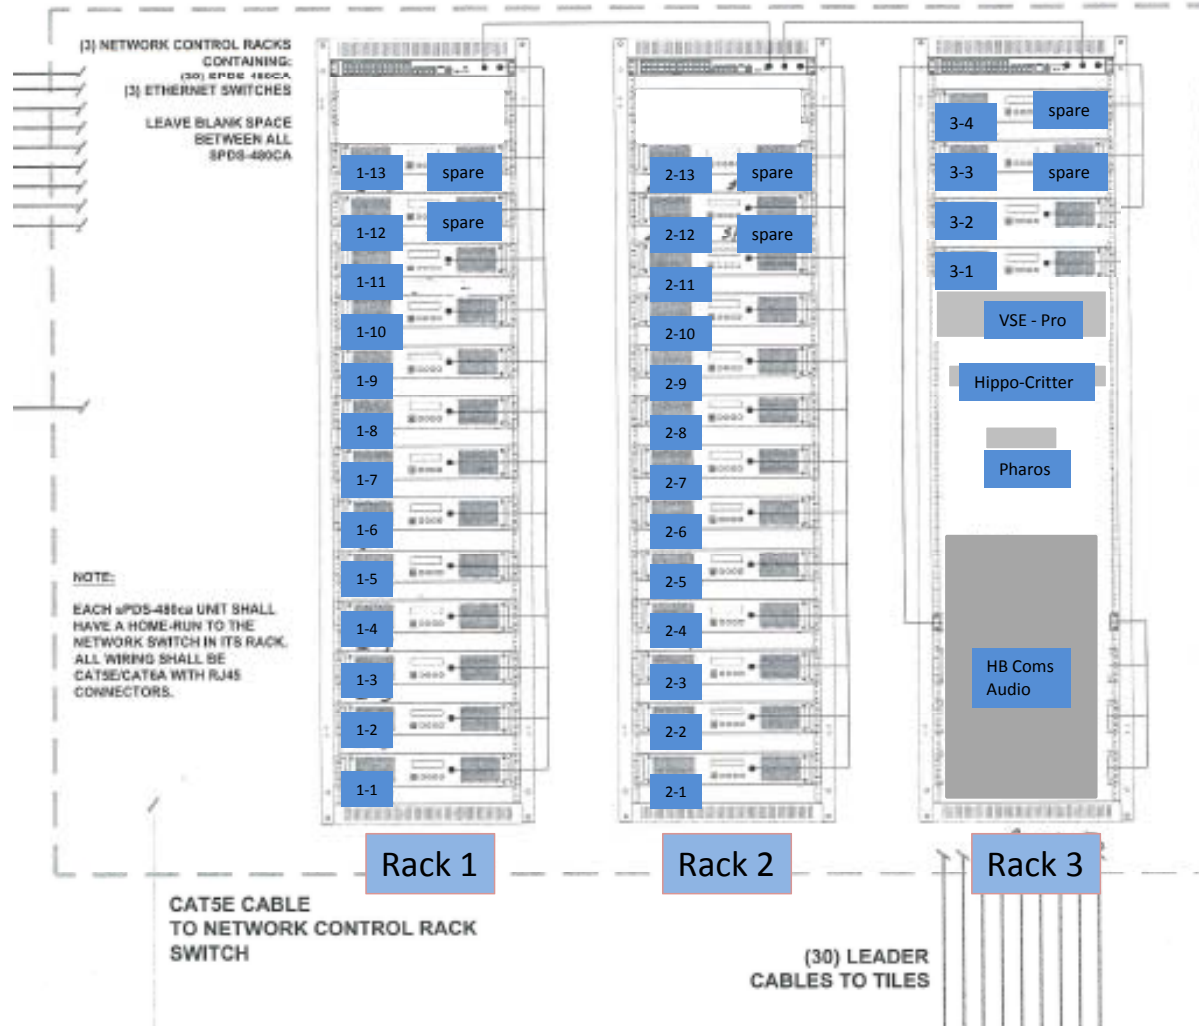 (3) NETWORK CONTROL RACKS
CONTAINING:
(30) SPDS-480CA
(3) ETHERNET SWITCHES
LEAVE BLANK SPACE
BETWEEN ALL
SPDS-480CA
NOTE:
EACH sPDS-480ca UNIT SHALL
HAVE A HOME-RUN TO THE
NETWORK SWITCH IN ITS RACK.
ALL WIRING SHALL BE
CAT5E/CAT6A WITH RJ45
CONNECTORS.
1-13 spare
1-12 spare
1-11
1-10
1-9
1-8
1-7
1-6
1-5
1-4
1-3
1-2
1-1
Rack 1
2-13 spare
2-12 spare
2-11
2-10
2-9
2-8
2-7
2-6
2-5
2-4
2-3
2-2
2-1
Rack 2
3-4 spare
3-3 spare
3-2
3-1
VSE - Pro
Hippo-Critter
Pharos
HB Coms
Audio
Rack 3
CAT5E CABLE
TO NETWORK CONTROL RACK
SWITCH
(30) LEADER
CABLES TO TILES